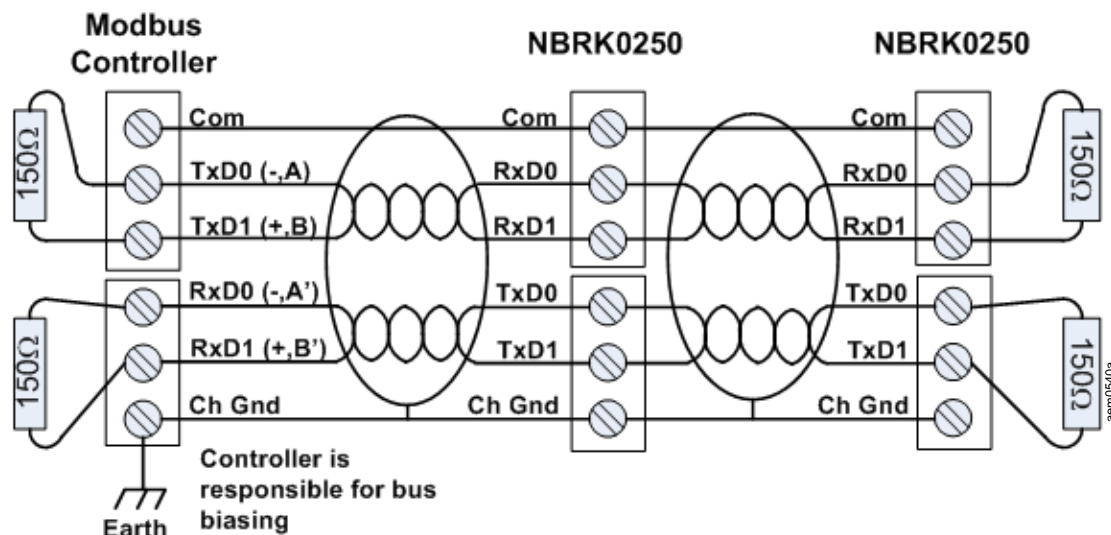 Modbus
Controller
NBRK0250
NBRK0250
150Ω
Com
Com
Com
TxD0 (-,A)
RxD0
RxD0
TxD1 (+,B)
RxD1
RxD1
150Ω
150Ω
RxD0 (-,A’)
TxD0
TxD0
RxD1 (+,B’)
TxD1
TxD1
150Ω
Ch Gnd
Ch Gnd
Ch Gnd
aem0540a
Controller is
responsible for bus
biasing
Earth